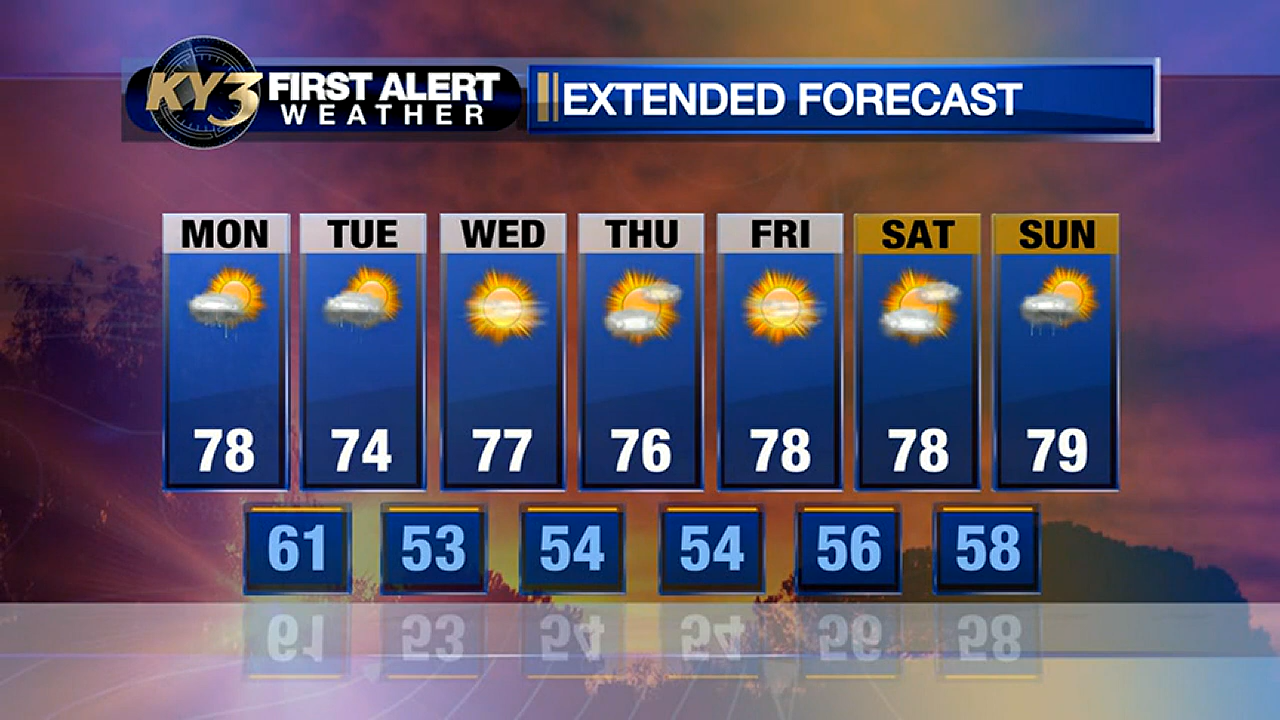 KY3 FIRST ALERT
WEATHER
EXTENDED FORECAST
MON TUE WED THU FRI SAT SUN
78 74 77 76 78 78 79
61 53 54 54 56 58